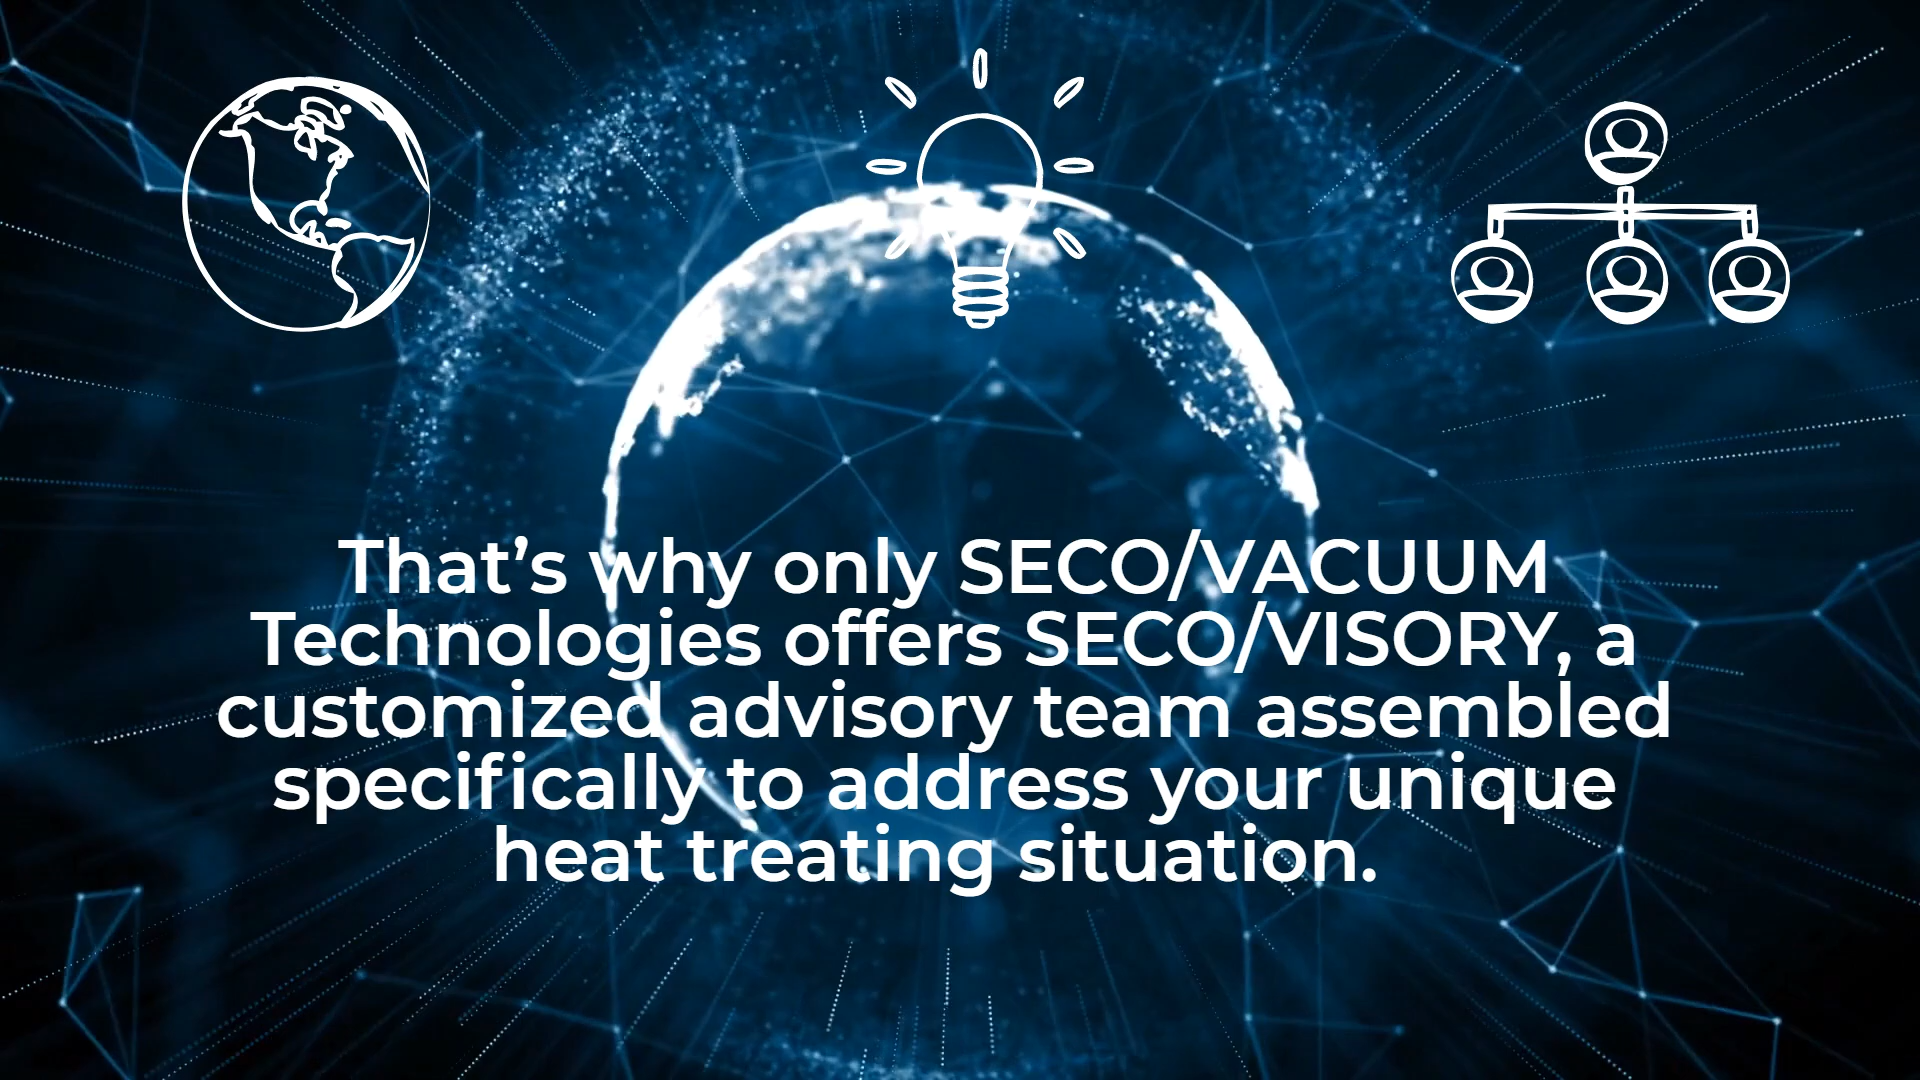 That’s why only SECO/VACUUM
Technologies offers SECO/VISORY, a
customized advisory team assembled
specifically to address your unique
heat treating situation.